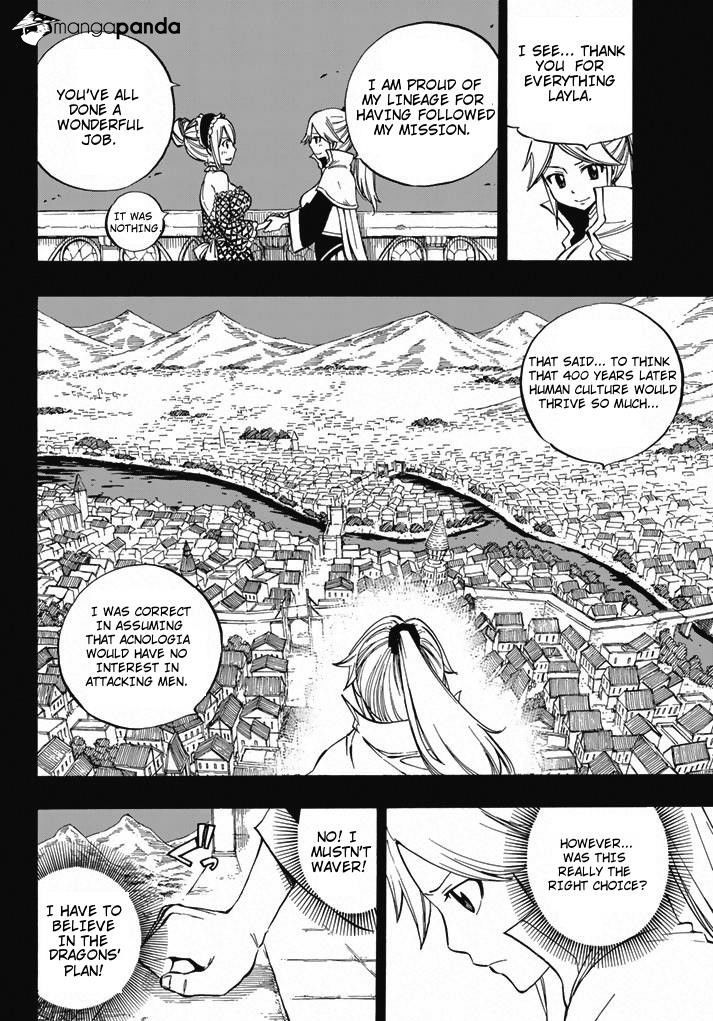 mangapanda
I SEE... THANK
YOU FOR
EVERYTHING
LAYLA.
I AM PROUD OF
MY LINEAGE FOR
HAVING FOLLOWED
MY MISSION.
YOU'VE ALL
DONE A
WONDERFUL
JOB.
IT WAS
NOTHING.
THAT SAID... TO THINK
THAT 400 YEARS LATER
HUMAN CULTURE WOULD
THRIVE SO MUCH...
I WAS CORRECT
IN ASSUMING
THAT ACNOLOGIA
WOULD HAVE NO
INTEREST IN
ATTACKING MEN.
HOWEVER...
WAS THIS
REALLY THE
RIGHT CHOICE?
NO! I
MUSTN'T
WAVER!
I HAVE TO
BELIEVE
IN THE
DRAGONS'
PLAN!